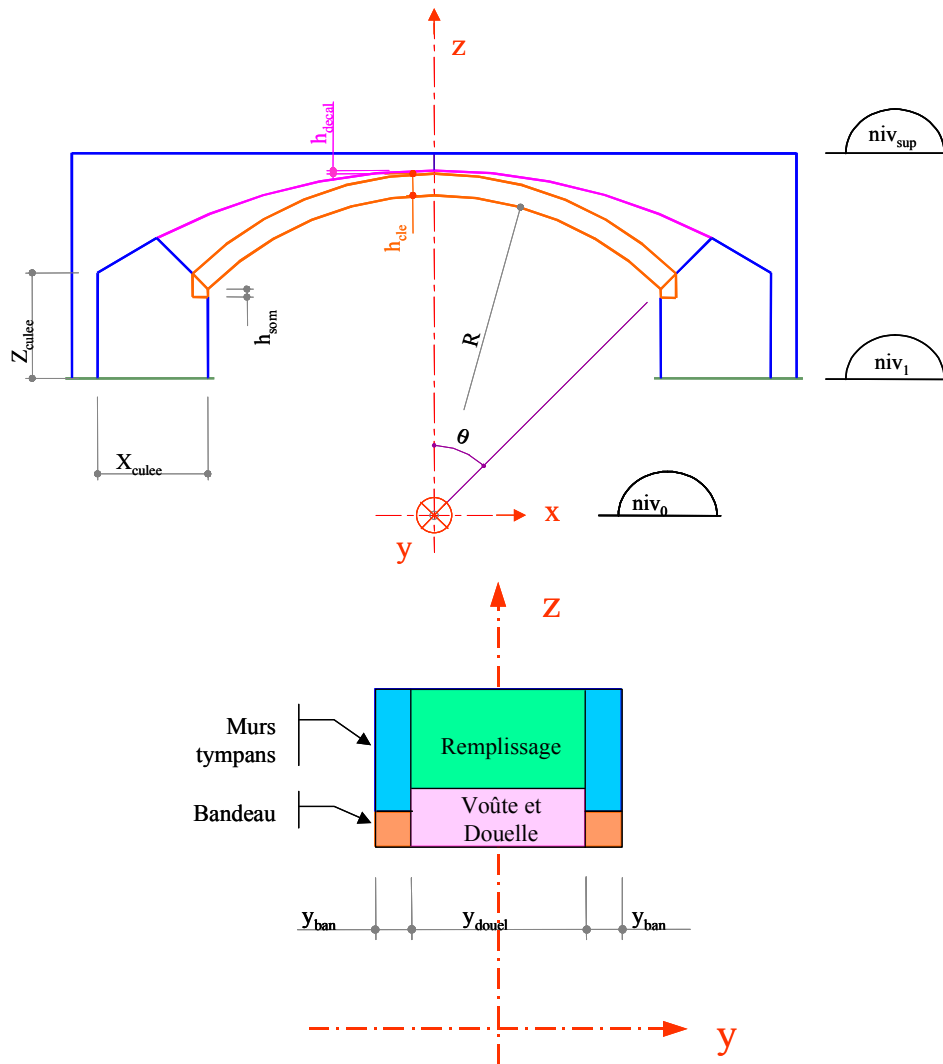 z
h_decal
niv_sup
h_cle
h_som
Z_culee
R
niv_1
θ
X_culee
niv_0
x
y
z
Murs
tympans
Remplissage
Bandeau
Voûte et
Douelle
y_ban
y_douel
y_ban
y